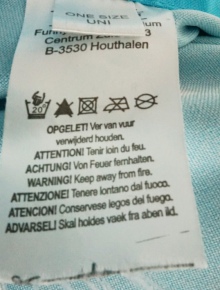 ONE SIZE
UNI
Centrum 3
B-3530 Houthalen
OPGELET! Ver van vuur
verwijderd houden.
ATTENTION! Tenir loin du feu.
ACHTUNG! Von Feuer fernhalten.
WARNING! Keep away from fire.
ATTENZIONE! Tenere lontano dal fuoco.
ATENCION! Conservese legos del fuego.
ADVARSEL! Skal holdes vaek fra aben ild.